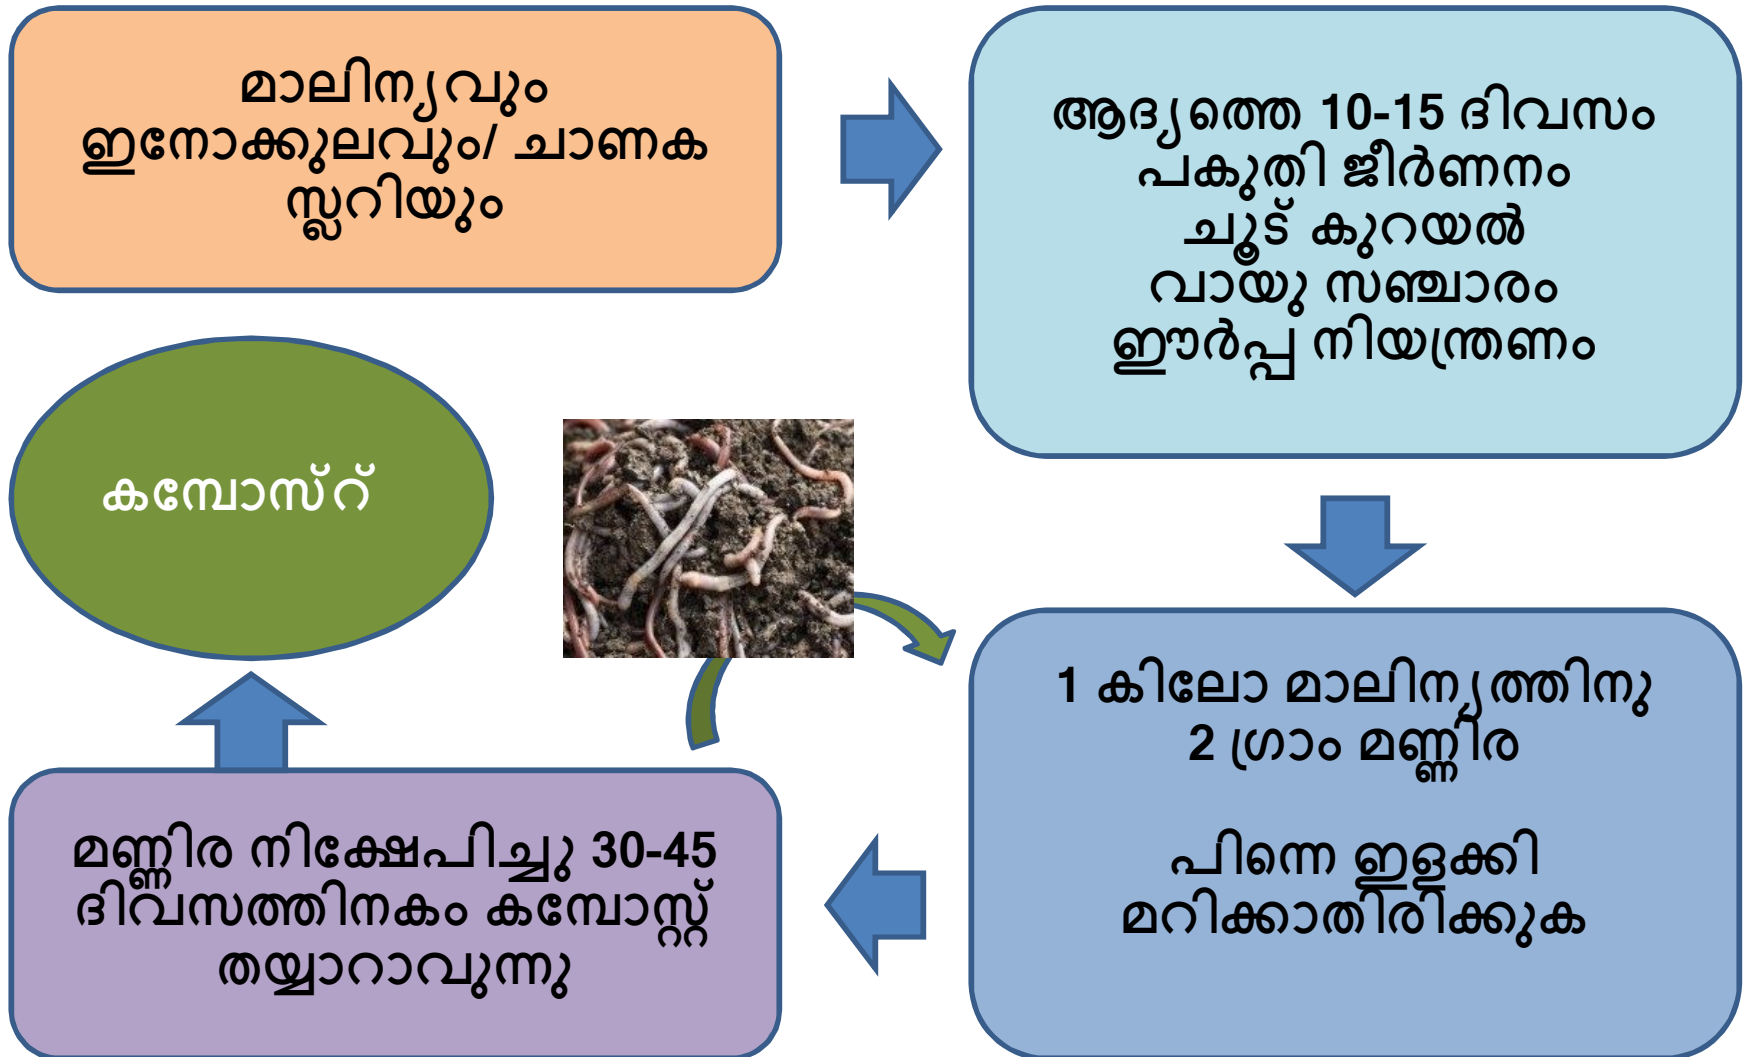 മാലിന്യവും
ഇനോക്കുലവും/ ചാണക
സ്ലറിയും
ആദ്യത്തെ 10-15 ദിവസം
പകുതി ജീർണനം
ചൂട് കുറയൽ
വായു സഞ്ചാരം
ഈർപ്പ നിയന്ത്രണം
1 കിലോ മാലിന്യത്തിനു
2 ഗ്രാം മണ്ണിര
പിന്നെ ഇളക്കി
മറിക്കാതിരിക്കുക
മണ്ണിര നിക്ഷേപിച്ചു 30-45
ദിവസത്തിനകം കമ്പോസ്റ്റ്
തയ്യാറാവുന്നു
കമ്പോസ്റ്